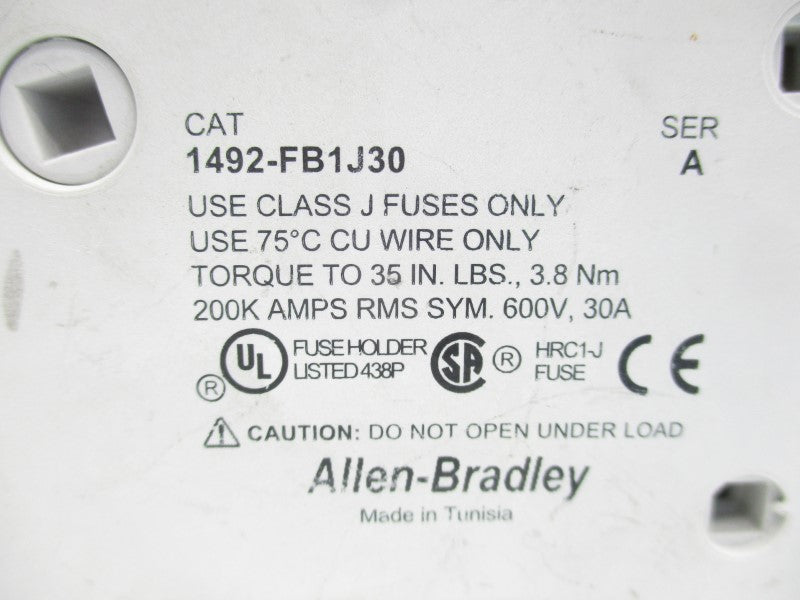 CAT
SER
1492-FB1J30
A
USE CLASS J FUSES ONLY
USE 75°C CU WIRE ONLY
TORQUE TO 35 IN. LBS., 3.8 Nm
200K AMPS RMS SYM. 600V, 30A
® UL FUSE HOLDER SA ® HRC1-J CE
LISTED 438P FUSE
CAUTION: DO NOT OPEN UNDER LOAD
Allen-Bradley
Made in Tunisia